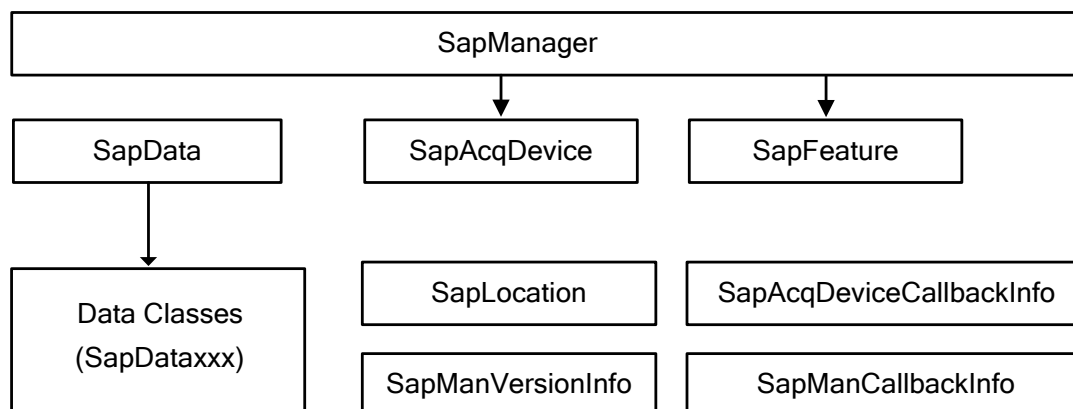 SapManager
SapData
SapAcqDevice
SapFeature
Data Classes
(SapDataxxx)
SapLocation
SapAcqDeviceCallbackInfo
SapManVersionInfo
SapManCallbackInfo